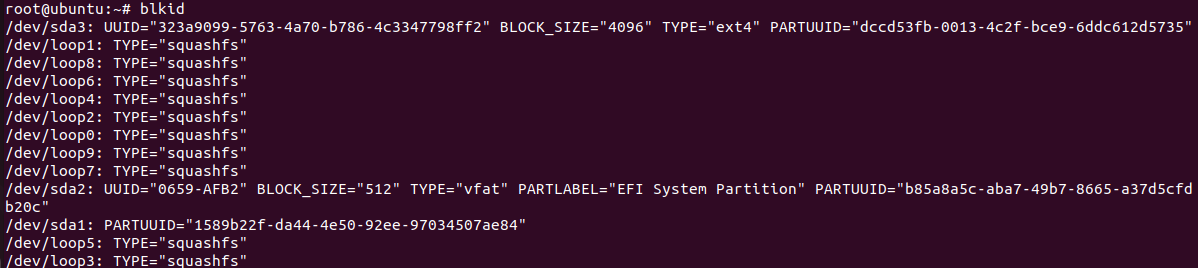 root@ubuntu:~# blkid
/dev/sda3: UUID="323a9099-5763-4a70-b786-4c3347798ff2" BLOCK_SIZE="4096" TYPE="ext4" PARTUUID="dccd53fb-0013-4c2f-bce9-6ddc612d5735"
/dev/loop1: TYPE="squashfs"
/dev/loop8: TYPE="squashfs"
/dev/loop6: TYPE="squashfs"
/dev/loop4: TYPE="squashfs"
/dev/loop2: TYPE="squashfs"
/dev/loop0: TYPE="squashfs"
/dev/loop9: TYPE="squashfs"
/dev/loop7: TYPE="squashfs"
/dev/sda2: UUID="0659-AFB2" BLOCK_SIZE="512" TYPE="vfat" PARTLABEL="EFI System Partition" PARTUUID="b85a8a5c-aba7-49b7-8665-a37d5cfd
b20c"
/dev/sda1: PARTUUID="1589b22f-da44-4e50-92ee-97034507ae84"
/dev/loop5: TYPE="squashfs"
/dev/loop3: TYPE="squashfs"